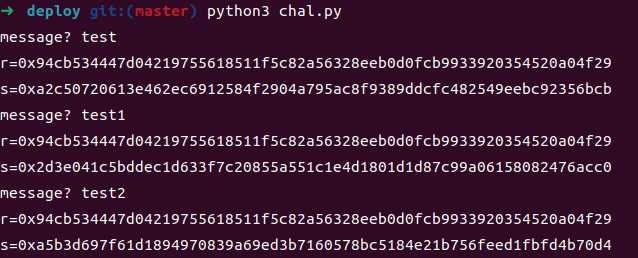 ➜ deploy git:(master) python3 chal.py
message? test
r=0x94cb534447d04219755618511f5c82a56328eeb0d0fcb9933920354520a04f29
s=0xa2c50720613e462ec6912584f2904a795ac8f9389ddcfc482549eebc92356bcb
message? test1
r=0x94cb534447d04219755618511f5c82a56328eeb0d0fcb9933920354520a04f29
s=0x2d3e041c5bddec1d633f7c20855a551c1e4d1801d1d87c99a06158082476acc0
message? test2
r=0x94cb534447d04219755618511f5c82a56328eeb0d0fcb9933920354520a04f29
s=0xa5b3d697f61d1894970839a69ed3b7160578bc5184e21b756feed1fbfd4b70d4